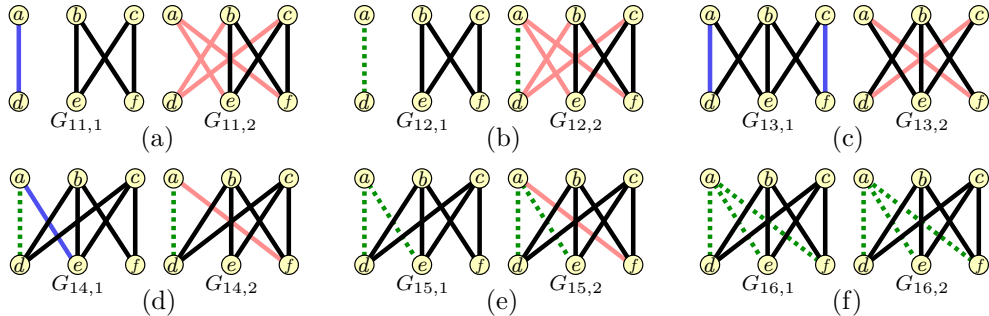 a b c a b c a b c a b c a b c a b c
d e f d e f d e f d e f d e f d e f
G11,1 G11,2 G12,1 G12,2 G13,1 G13,2
(a) (b) (c)
a b c a b c a b c a b c a b c a b c
d e f d e f d e f d e f d e f d e f
G14,1 G14,2 G15,1 G15,2 G16,1 G16,2
(d) (e) (f)